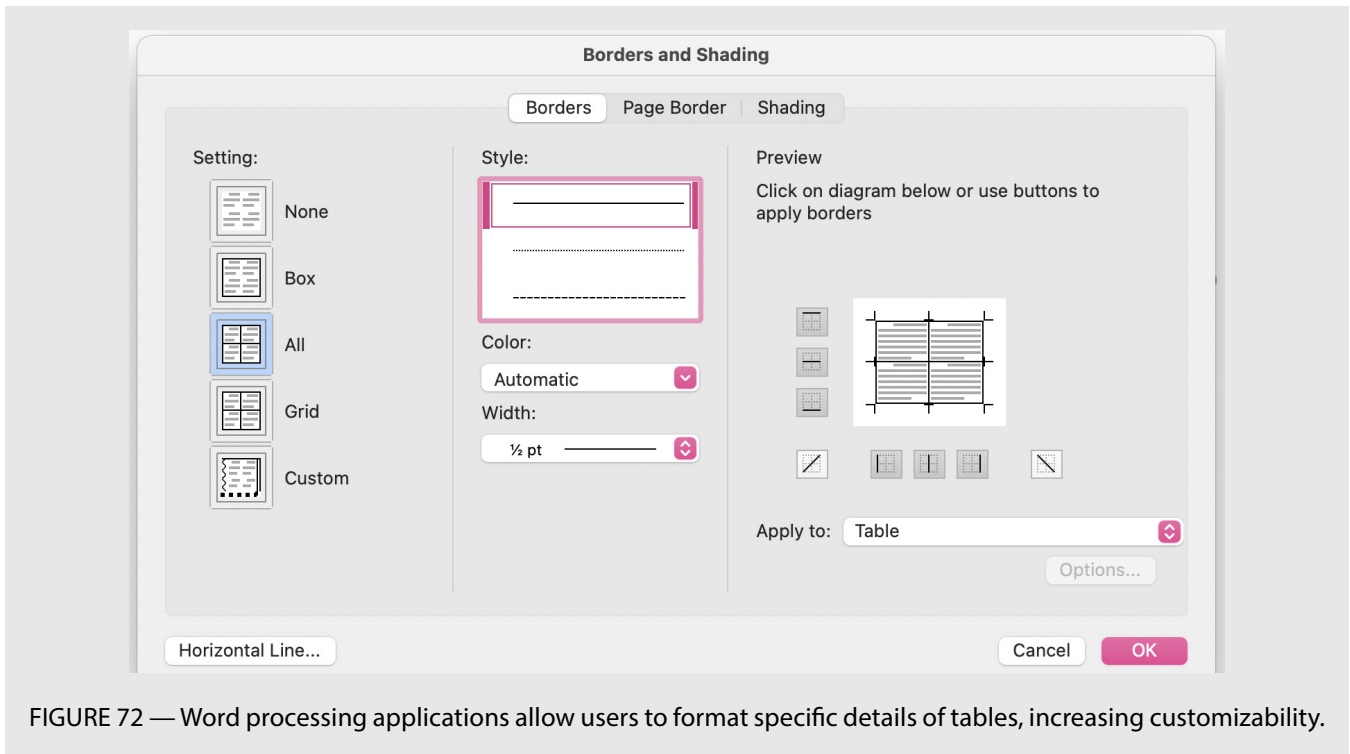 Borders and Shading
Borders Page Border Shading
Setting:
None
Box
All
Grid
Custom
Style:
Color:
Automatic
Width:
½ pt
Preview
Click on diagram below or use buttons to
apply borders
Apply to: Table
Options...
Horizontal Line...
Cancel OK
FIGURE 72 — Word processing applications allow users to format specific details of tables, increasing customizability.